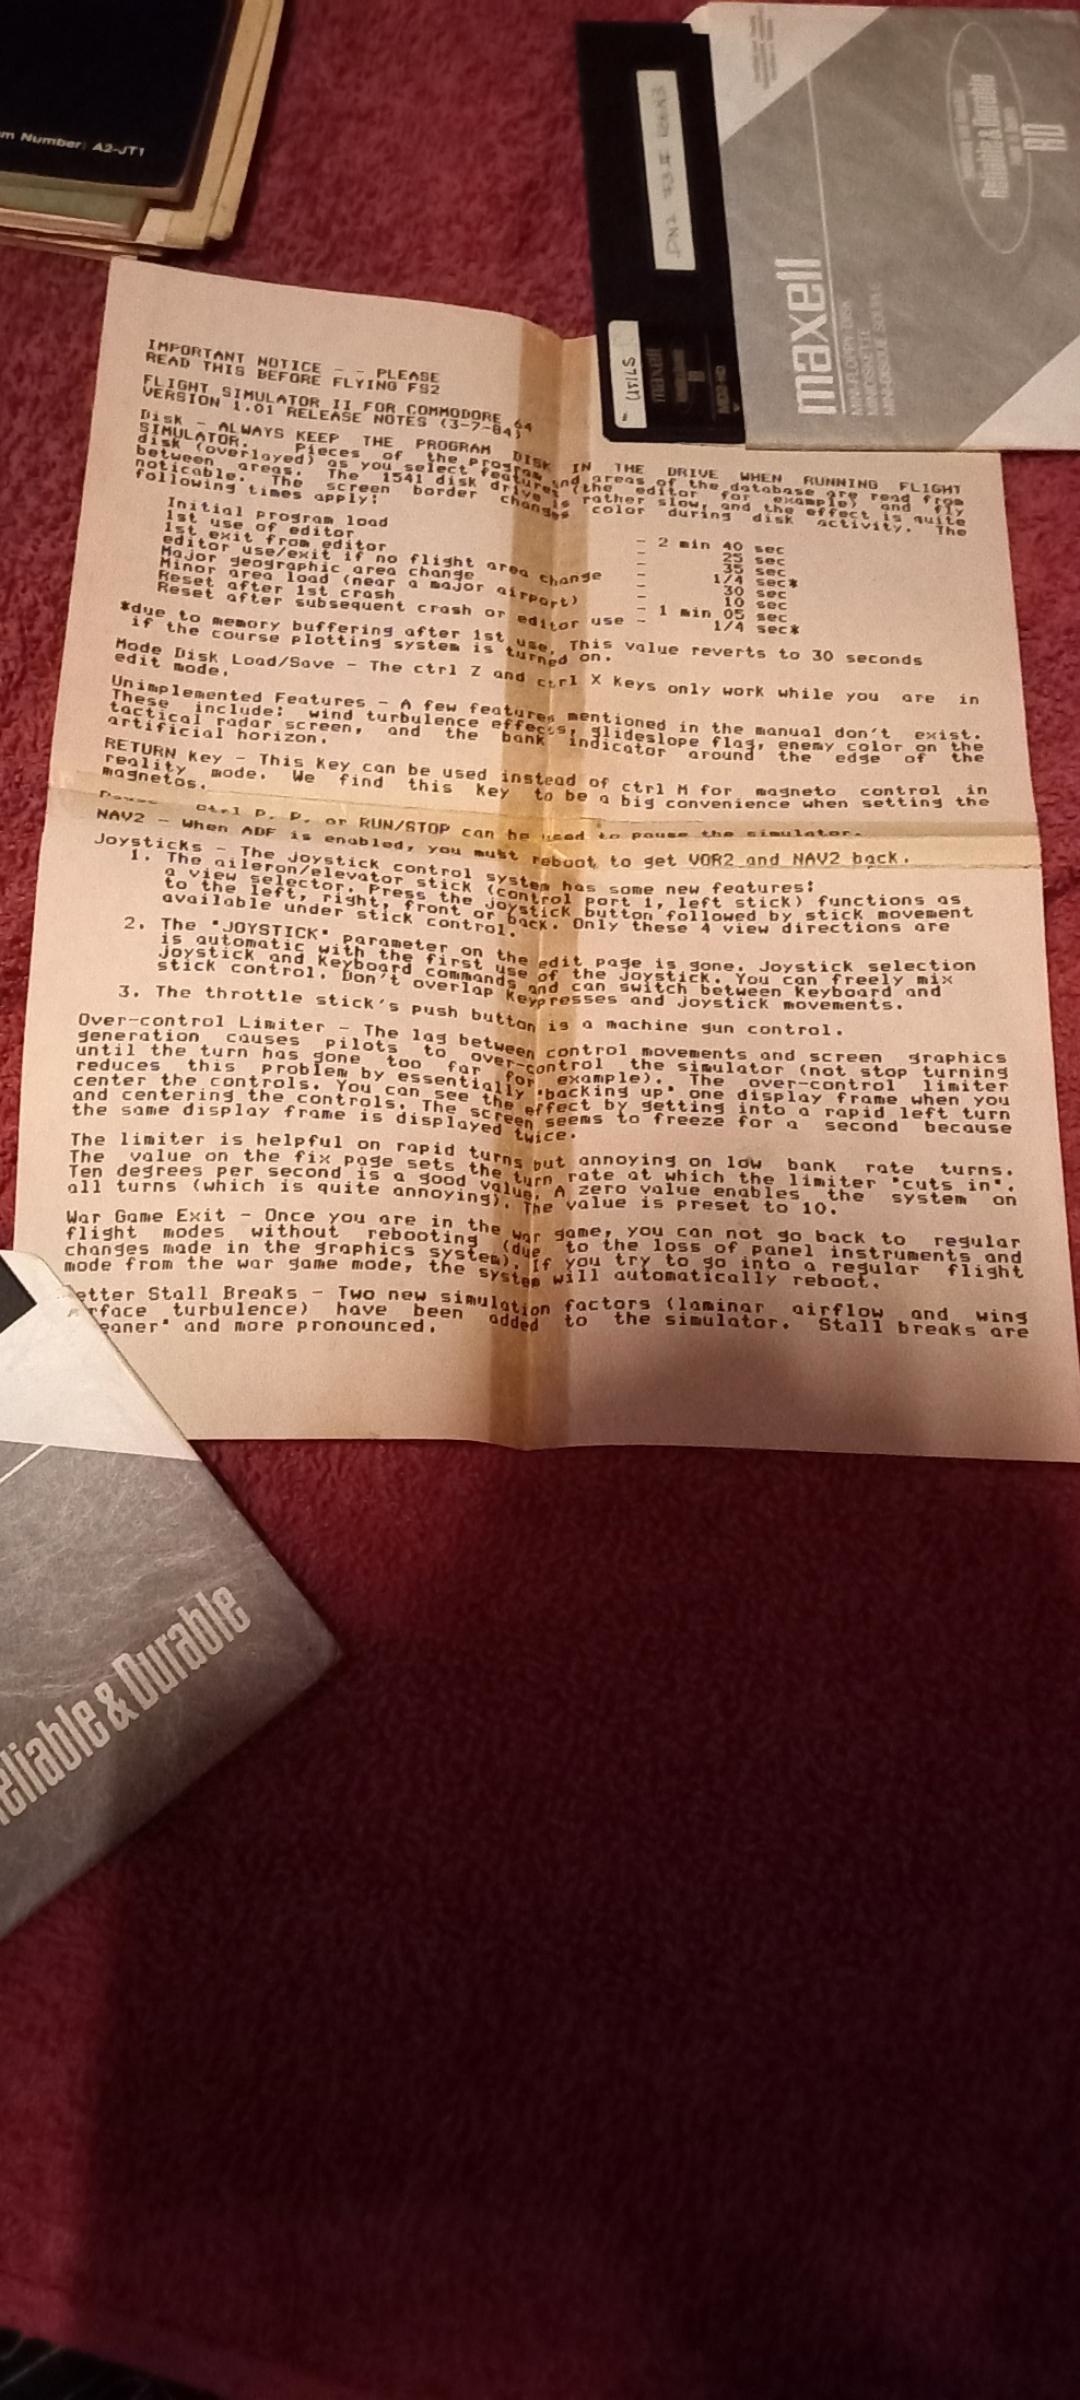 m Number: A2-JT1
UTILS
maxell
MD2-HD
maxell
MINI-FLOPPY DISK
MINIDISKETTE
MINI-DISQUE SOUPLE
Reliable & Durable
RD
IMPORTANT NOTICE - - PLEASE
READ THIS BEFORE FLYING FS2
FLIGHT SIMULATOR II FOR COMMODORE 64
VERSION 1.01 RELEASE NOTES (3-7-84)
Disk - ALWAYS KEEP THE PROGRAM DISK IN THE DRIVE WHEN RUNNING FLIGHT
SIMULATOR. Pieces of the program and areas of the database are read from
disk (overlayed) as you select features (the editor for example) and fly
between areas. The 1541 disk drive is rather slow, and the effect is quite
noticable. The screen border changes color during disk activity. The
following times apply:
Initial program load - 2 min 40 sec
1st use of editor - 25 sec
1st exit from editor - 35 sec
editor use/exit if no flight area change - 1/4 sec*
Major geographic area change - 30 sec
Minor area load (near a major airport) - 10 sec
Reset after 1st crash - 1 min 05 sec
Reset after subsequent crash or editor use - 1/4 sec*
*due to memory buffering after 1st use. This value reverts to 30 seconds
if the course plotting system is turned on.
Mode Disk Load/Save - The ctrl Z and ctrl X keys only work while you are in
edit mode.
Unimplemented Features - A few features mentioned in the manual don't exist.
These include: wind turbulence effects, glideslope flag, enemy color on the
tactical radar screen, and the bank indicator around the edge of the
artificial horizon.
RETURN Key - This key can be used instead of ctrl M for magneto control in
reality mode. We find this key to be a big convenience when setting the
magnetos.
Pause Ctrl P, P, or RUN/STOP can be used to pause the simulator.
NAV2 - When ADF is enabled, you must reboot to get VOR2 and NAV2 back.
Joysticks - The Joystick control system has some new features:
1. The aileron/elevator stick (control port 1, left stick) functions as
a view selector. Press the joystick button followed by stick movement
to the left, right, front or back. Only these 4 view directions are
available under stick control.
2. The "JOYSTICK" parameter on the edit page is gone. Joystick selection
is automatic with the first use of the joystick. You can freely mix
joystick and keyboard commands and can switch between keyboard and
stick control. Don't overlap keypresses and joystick movements.
3. The throttle stick's push button is a machine gun control.
Over-control Limiter - The lag between control movements and screen graphics
generation causes pilots to over-control the simulator (not stop turning
until the turn has gone too far for example). The over-control limiter
reduces this problem by essentially "backing up" one display frame when you
center the controls. You can see the effect by getting into a rapid left turn
and centering the controls. The screen seems to freeze for a second because
the same display frame is displayed twice.
The limiter is helpful on rapid turns but annoying on low bank rate turns.
The value on the fix page sets the turn rate at which the limiter "cuts in".
Ten degrees per second is a good value. A zero value enables the system on
all turns (which is quite annoying). The value is preset to 10.
War Game Exit - Once you are in the war game, you can not go back to regular
flight modes without rebooting (due to the loss of panel instruments and
changes made in the graphics system). If you try to go into a regular flight
mode from the war game mode, the system will automatically reboot.
etter Stall Breaks - Two new simulation factors (laminar airflow and wing
rface turbulence) have been added to the simulator. Stall breaks are
eaner" and more pronounced.
eliable & Durable